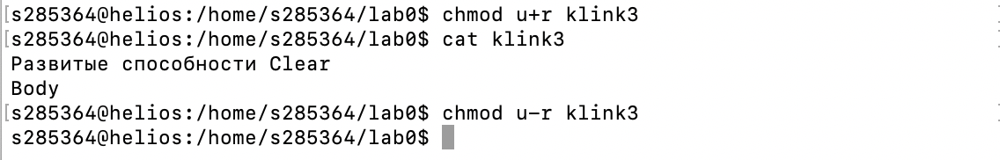 [s285364@helios:/home/s285364/lab0$ chmod u+r klink3
[s285364@helios:/home/s285364/lab0$ cat klink3
Развитые способности Clear
Body
[s285364@helios:/home/s285364/lab0$ chmod u-r klink3
s285364@helios:/home/s285364/lab0$